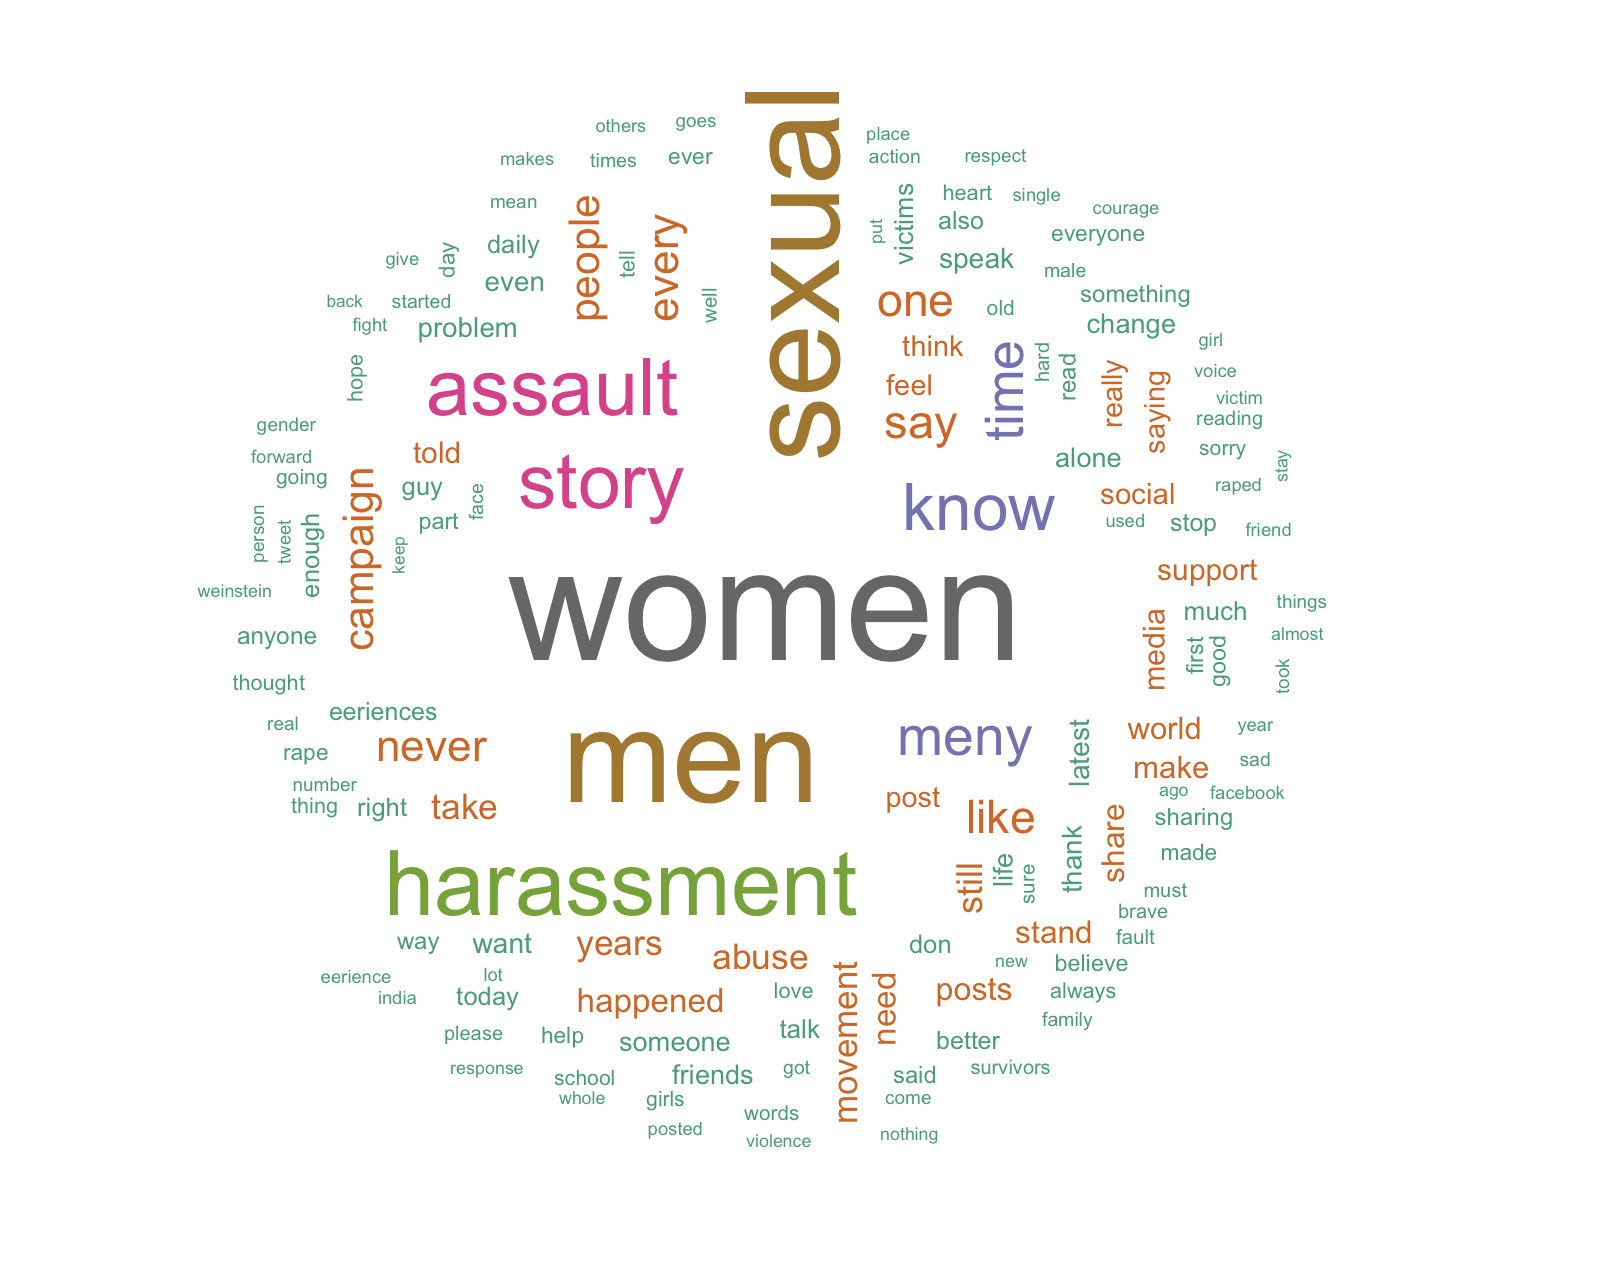 others
goes
makes
times
ever
sexual
place
action
respect
mean
people
every
victims
heart
single
put
also
courage
everyone
give
day
daily
tell
speak
male
even
well
one
old
something
back
started
fight
problem
change
think
time
hard
read
girl
hope
assault
feel
say
really
saying
voice
victim
reading
gender
told
forward
going
story
alone
sorry
stay
campaign
guy
face
know
social
raped
person
tweet
enough
part
keep
used
stop
friend
weinstein
women
support
anyone
much
things
media
first
good
almost
thought
took
eeriences
real
rape
never
men
meny
latest
world
year
make
sad
number
thing
right
take
post
like
ago
facebook
share
sharing
harassment
still
life
sure
thank
made
must
brave
way
want
years
abuse
don
stand
fault
new
believe
eerience
lot
india
today
happened
love
movement
need
posts
always
please
help
someone
talk
better
family
response
school
friends
got
said
survivors
whole
girls
come
words
posted
violence
nothing